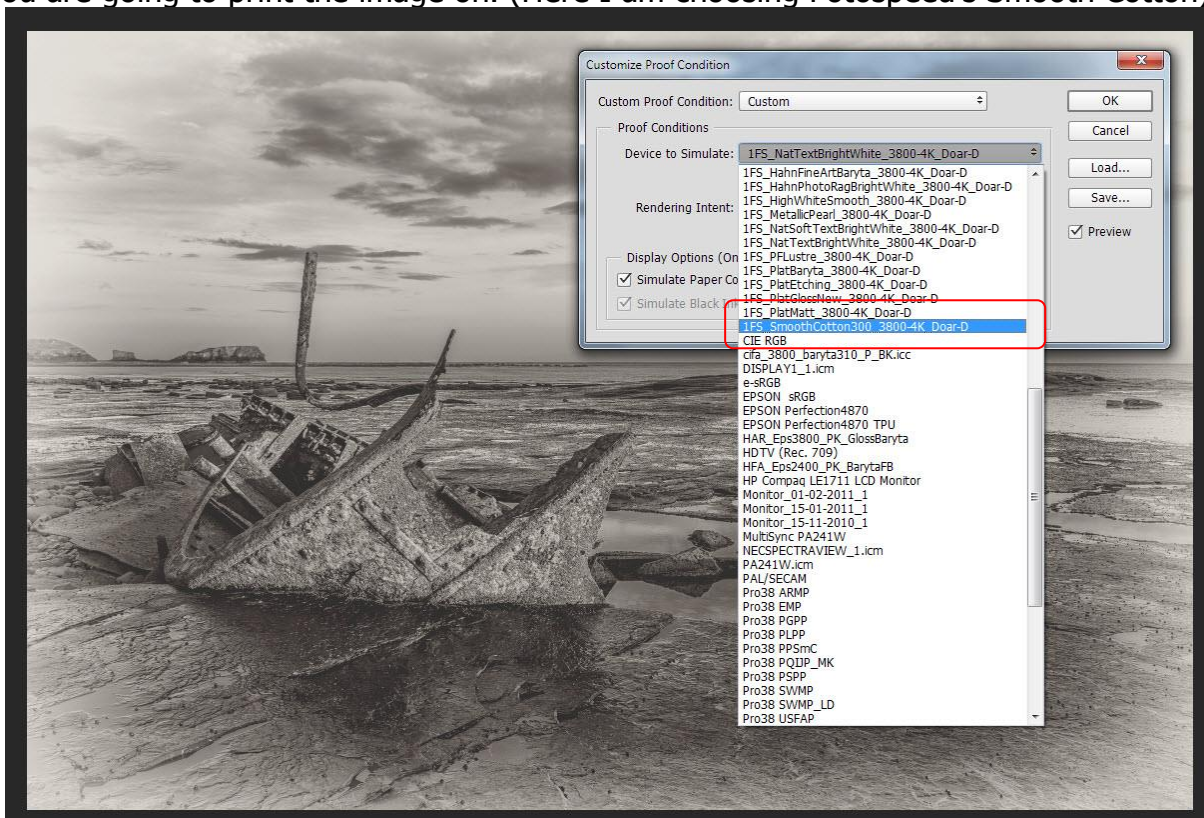 ou are going to print the image on. (Here I am choosing Fotospeed's Smooth Cotton)
Customize Proof Condition
Custom Proof Condition: Custom
OK
Proof Conditions
Cancel
Device to Simulate: 1FS_NatTextBrightWhite_3800-4K_Doar-D
Load...
1FS_HahnFineArtBaryta_3800-4K_Doar-D
1FS_HahnPhotoRagBrightWhite_3800-4K_Doar-D
Save...
1FS_HighWhiteSmooth_3800-4K_Doar-D
Rendering Intent:
1FS_MetallicPearl_3800-4K_Doar-D
1FS_NatSoftTextBrightWhite_3800-4K_Doar-D
Preview
1FS_NatTextBrightWhite_3800-4K_Doar-D
Display Options (On
1FS_PFLustre_3800-4K_Doar-D
1FS_PlatBaryta_3800-4K_Doar-D
Simulate Paper Co
1FS_PlatEtching_3800-4K_Doar-D
1FS_PlatGlossNew_3800-4K_Doar-D
Simulate Black In
1FS_PlatMatt_3800-4K_Doar-D
1FS_SmoothCotton300_3800-4K_Doar-D
CIE RGB
cifa_3800_baryta310_P_BK.icc
DISPLAY1_1.icm
e-sRGB
EPSON sRGB
EPSON Perfection4870
EPSON Perfection4870 TPU
HAR_Eps3800_PK_GlossBaryta
HDTV (Rec. 709)
HFA_Eps2400_PK_BarytaFB
HP Compaq LE1711 LCD Monitor
Monitor_01-02-2011_1
Monitor_15-01-2011_1
Monitor_15-11-2010_1
MultiSync PA241W
NECSPECTRAVIEW_1.icm
PA241W.icm
PAL/SECAM
Pro38 ARMP
Pro38 EMP
Pro38 PGPP
Pro38 PLPP
Pro38 PPSmC
Pro38 PQIJP_MK
Pro38 PSPP
Pro38 SWMP
Pro38 SWMP_LD
Pro38 USFAP